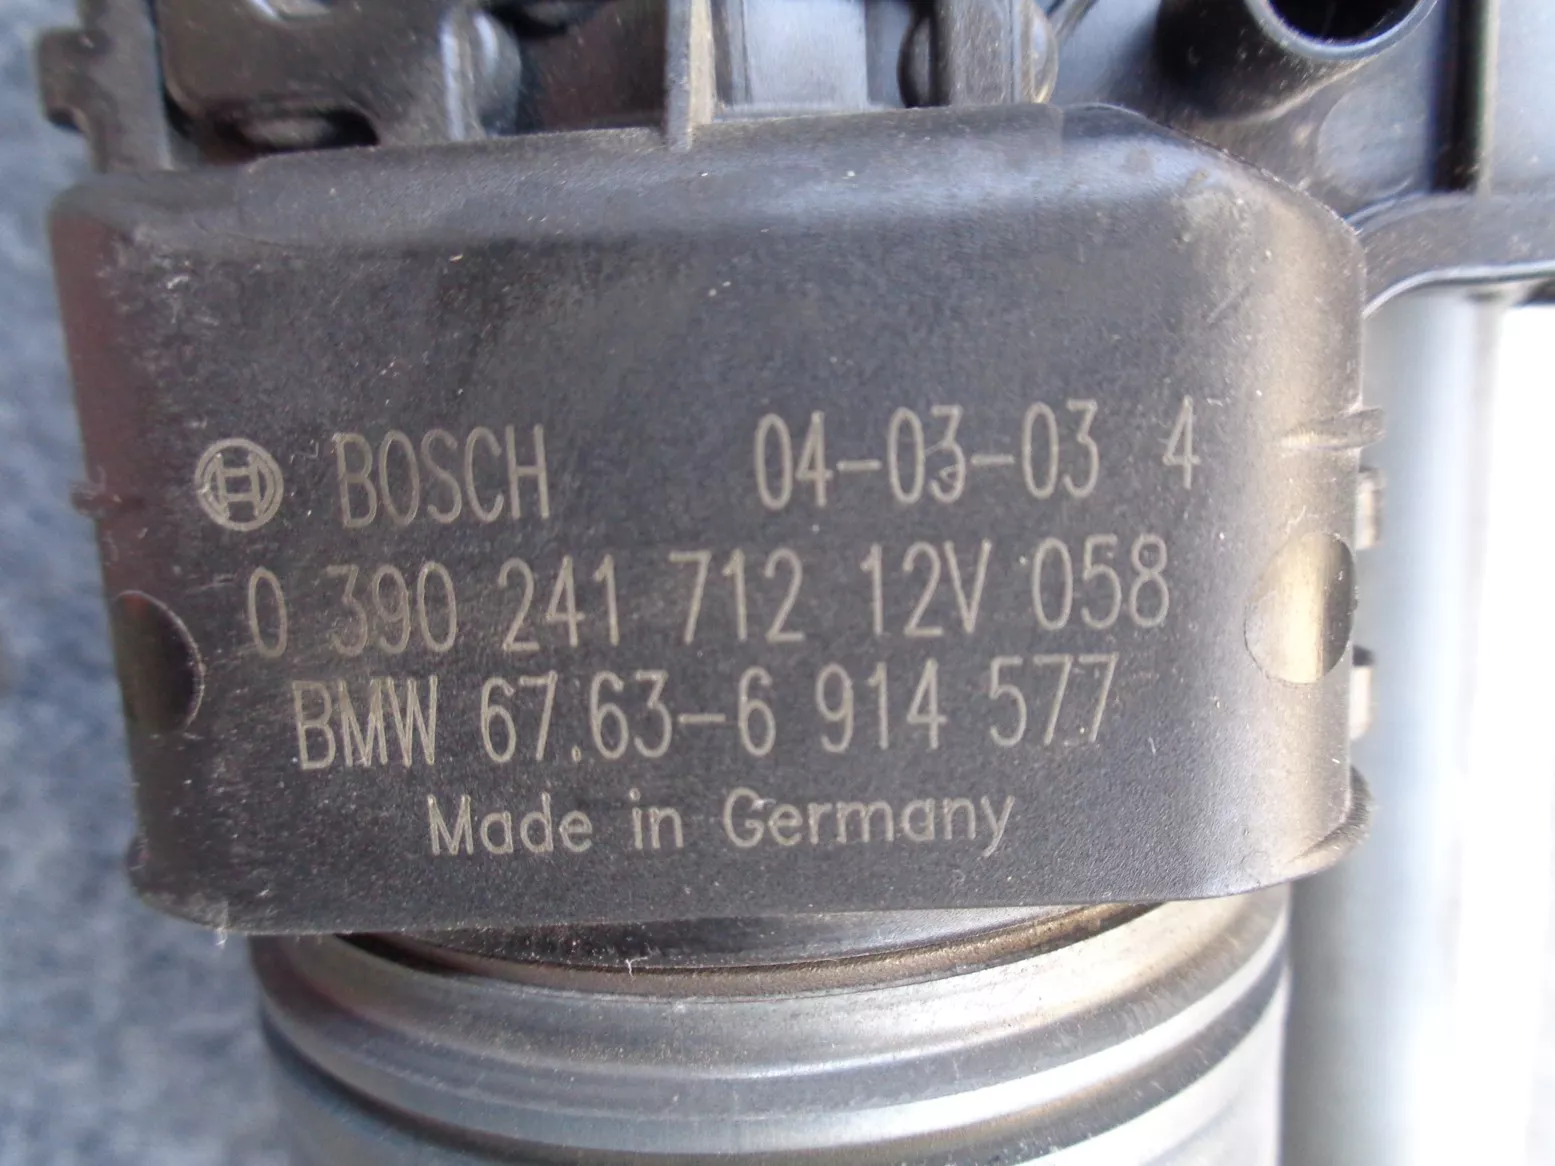 BOSCH 04-03-03 4
0 390 241 712 12V 058
BMW 67.63-6 914 577
Made in Germany